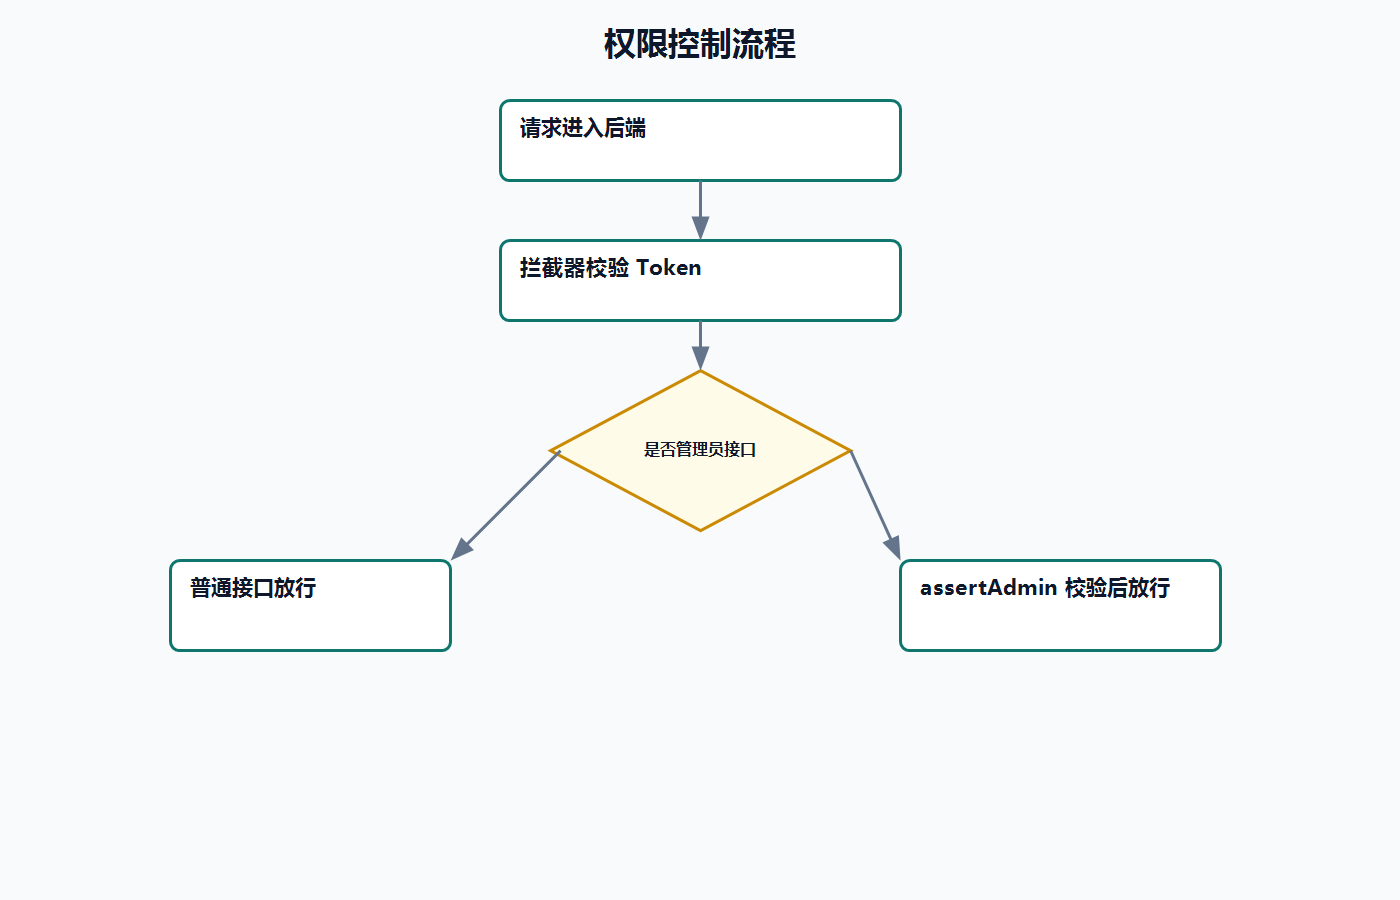 权限控制流程
请求进入后端
拦截器校验 Token
是否管理员接口
普通接口放行
assertAdmin 校验后放行